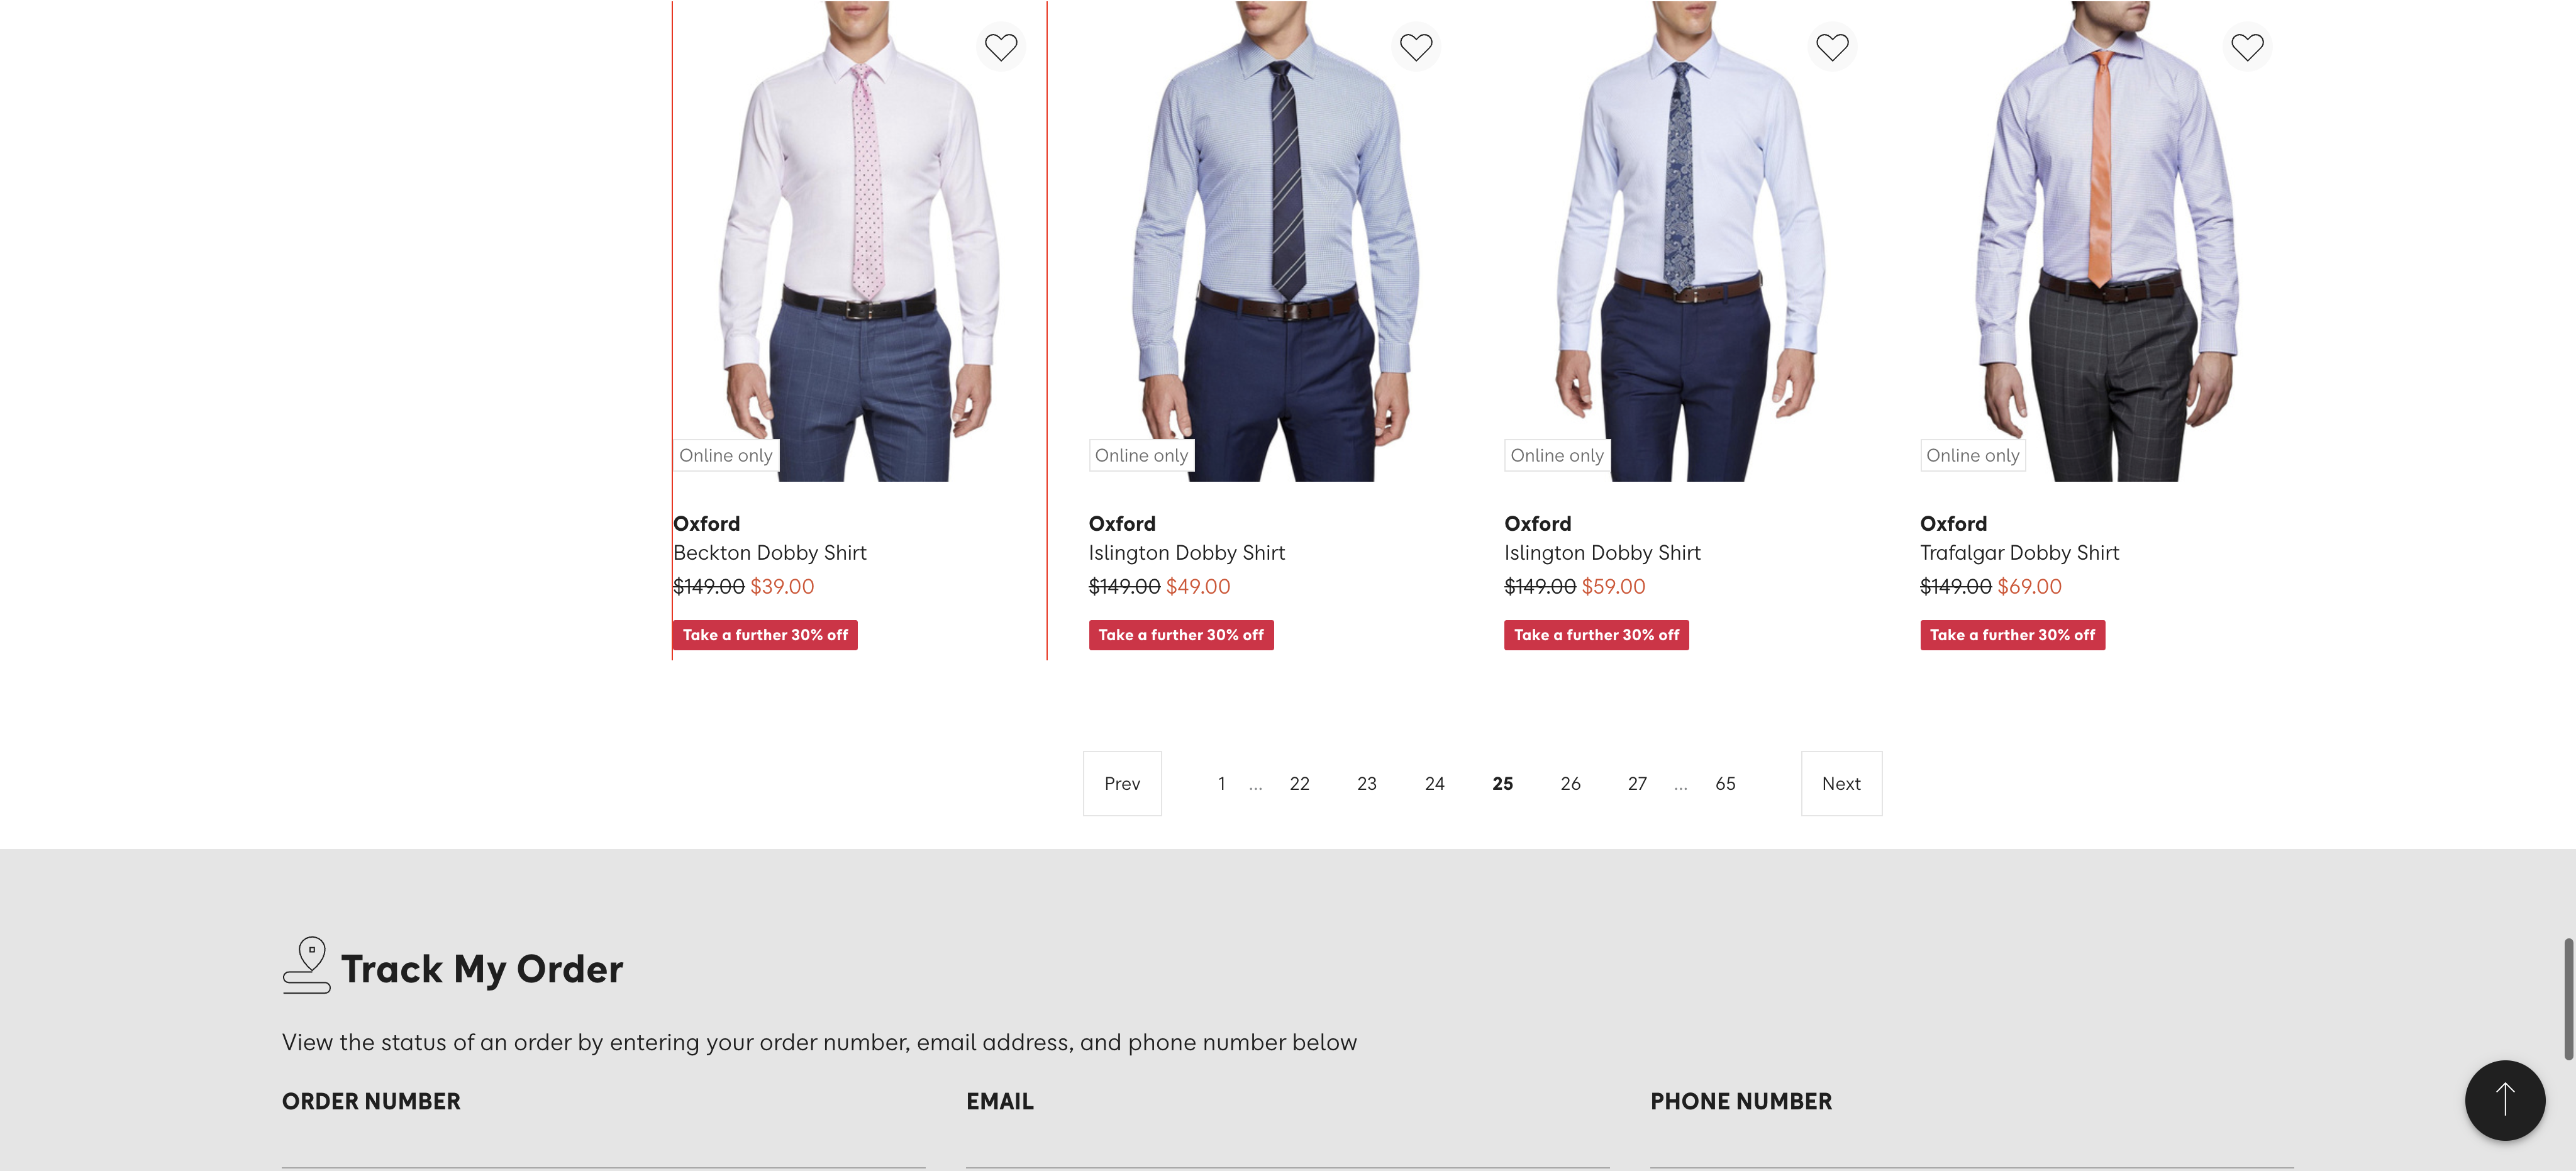 Online only
Online only
Online only
Online only
Oxford
Beckton Dobby Shirt
$149.00 $39.00
Take a further 30% off
Oxford
Islington Dobby Shirt
$149.00 $49.00
Take a further 30% off
Oxford
Islington Dobby Shirt
$149.00 $59.00
Take a further 30% off
Oxford
Trafalgar Dobby Shirt
$149.00 $69.00
Take a further 30% off
Prev 1 ... 22 23 24 25 26 27 ... 65 Next
Track My Order
View the status of an order by entering your order number, email address, and phone number below
ORDER NUMBER
EMAIL
PHONE NUMBER